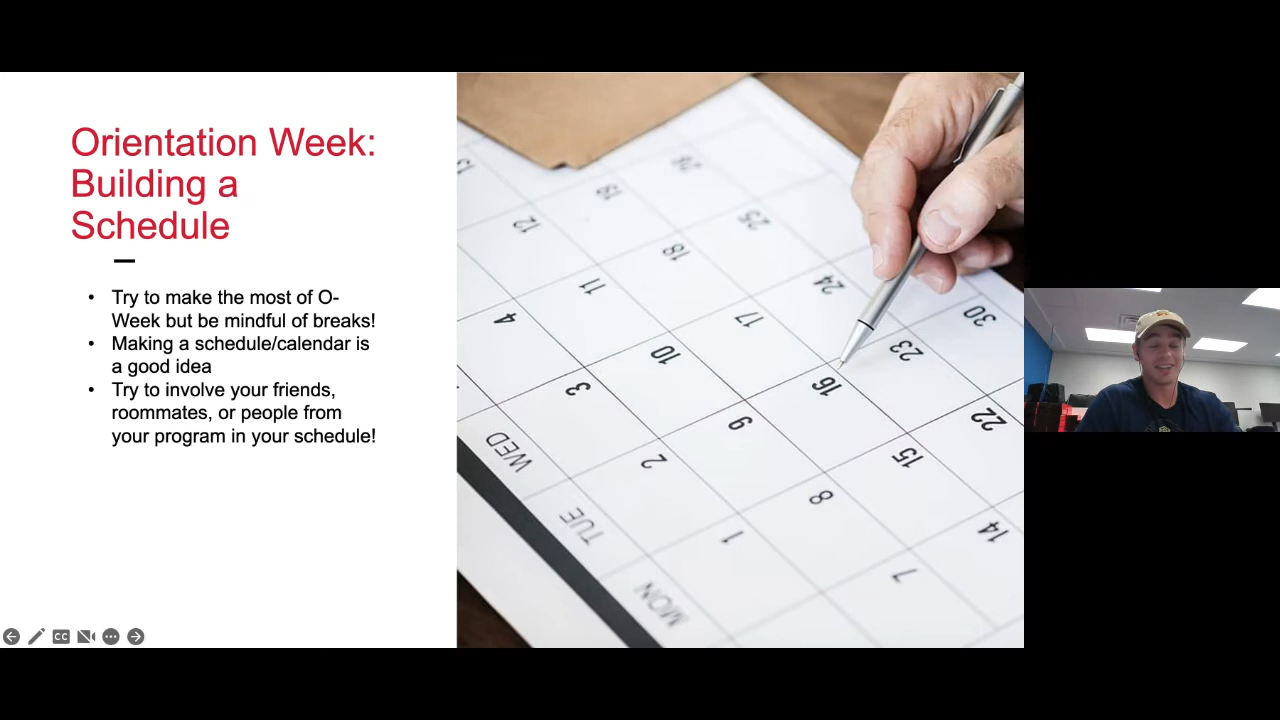 Orientation Week:
Building a
Schedule
• Try to make the most of O-
Week but be mindful of breaks!
• Making a schedule/calendar is
a good idea
• Try to involve your friends,
roommates, or people from
your program in your schedule!
12
19
4
11
18
25
3
10
17
24
WED
2
9
16
23
30
TUE
1
8
15
22
MON
7
14
CC